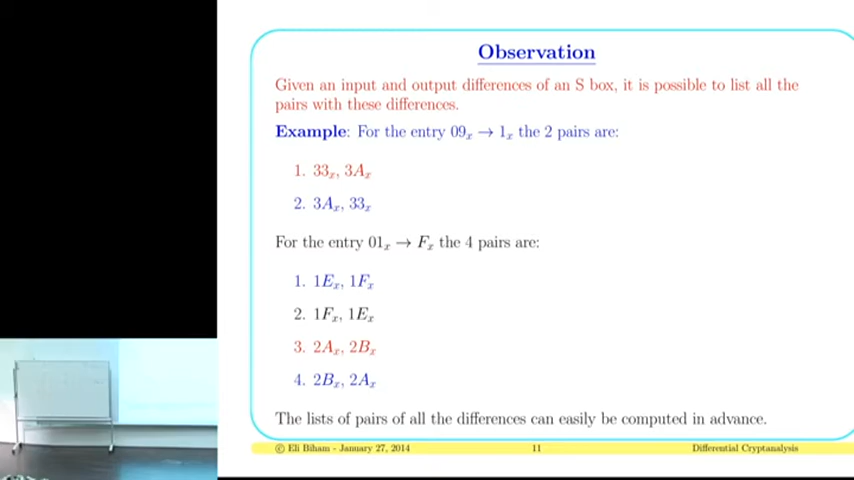 Observation
Given an input and output differences of an S box, it is possible to list all the
pairs with these differences.
Example: For the entry 09ₓ → 1ₓ the 2 pairs are:
1. 33ₓ, 3Aₓ
2. 3Aₓ, 33ₓ
For the entry 01ₓ → Fₓ the 4 pairs are:
1. 1Eₓ, 1Fₓ
2. 1Fₓ, 1Eₓ
3. 2Aₓ, 2Bₓ
4. 2Bₓ, 2Aₓ
The lists of pairs of all the differences can easily be computed in advance.
© Eli Biham - January 27, 2014 11 Differential Cryptanalysis